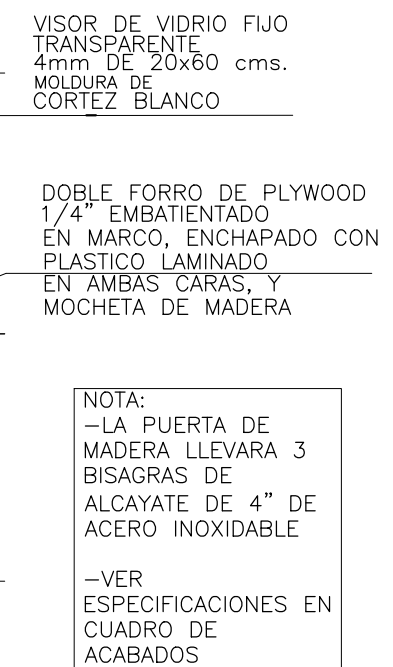 VISOR DE VIDRIO FIJO
TRANSPARENTE
4mm DE 20x60 cms.
MOLDURA DE
CORTEZ BLANCO
DOBLE FORRO DE PLYWOOD
1/4" EMBATIENTADO
EN MARCO, ENCHAPADO CON
PLASTICO LAMINADO
EN AMBAS CARAS, Y
MOCHETA DE MADERA
NOTA:
–LA PUERTA DE
MADERA LLEVARA 3
BISAGRAS DE
ALCAYATE DE 4" DE
ACERO INOXIDABLE
–VER
ESPECIFICACIONES EN
CUADRO DE
ACABADOS